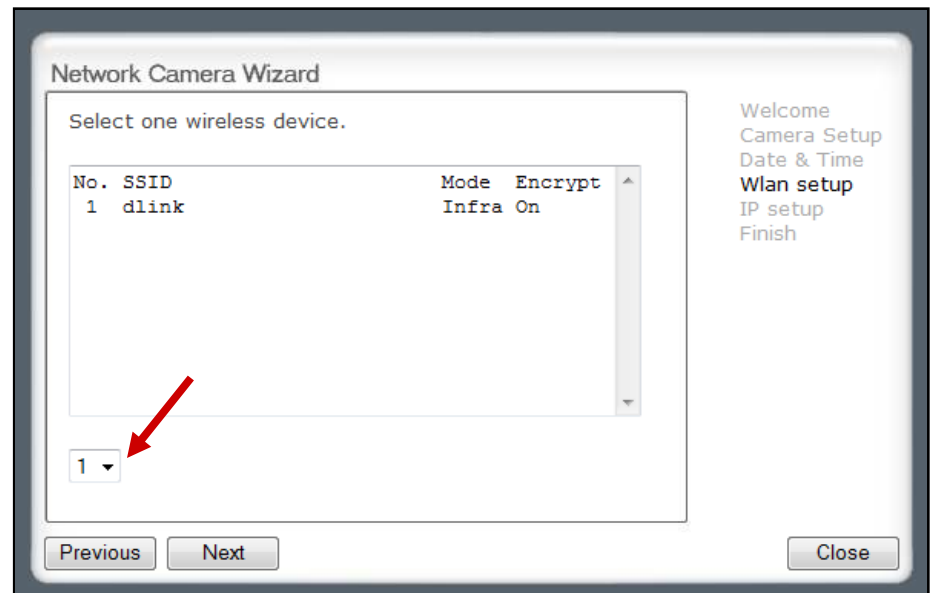 Network Camera Wizard
Select one wireless device.
No. SSID Mode Encrypt
1 dlink Infra On
1
Previous
Next
Welcome
Camera Setup
Date & Time
Wlan setup
IP setup
Finish
Close